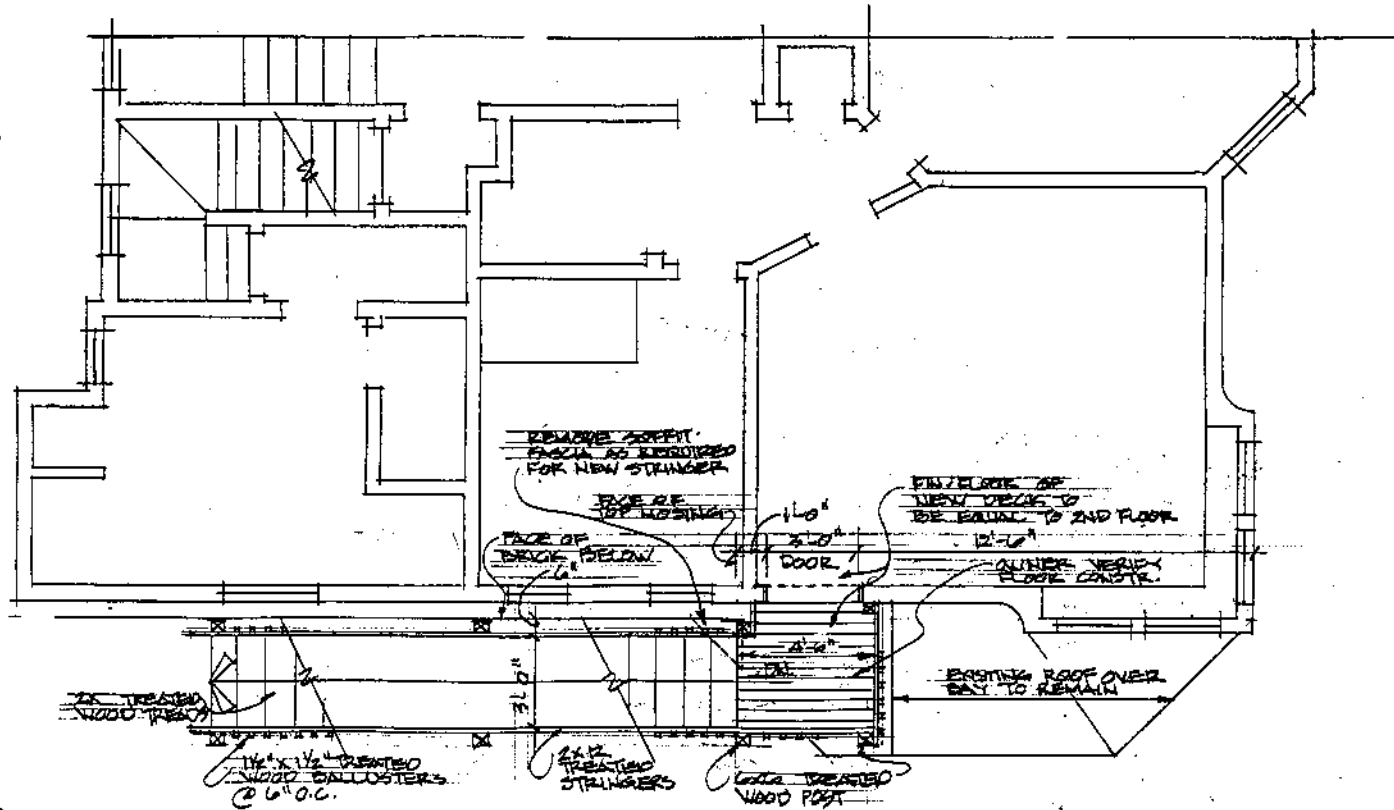 REMOVE SOFFIT
FASCIA AS REQUIRED
FOR NEW STRINGER
FACE OF
TOP NOSING
1'-0"
FIN. FLOOR OF
NEW DECK TO
BE EQUAL TO 2ND FLOOR
3'-0"
DOOR
12'-6"
FACE OF
BRICK BELOW
6"
OWNER VERIFY
FLOOR CONSTR.
4'-6"
DN.
3'-0"
EXISTING ROOF OVER
BAY TO REMAIN
2X TREATED
WOOD TREADS
1½" X 1½" TREATED
WOOD BALLUSTERS
@ 6" O.C.
2X12
TREATED
STRINGERS
6X6 TREATED
WOOD POST